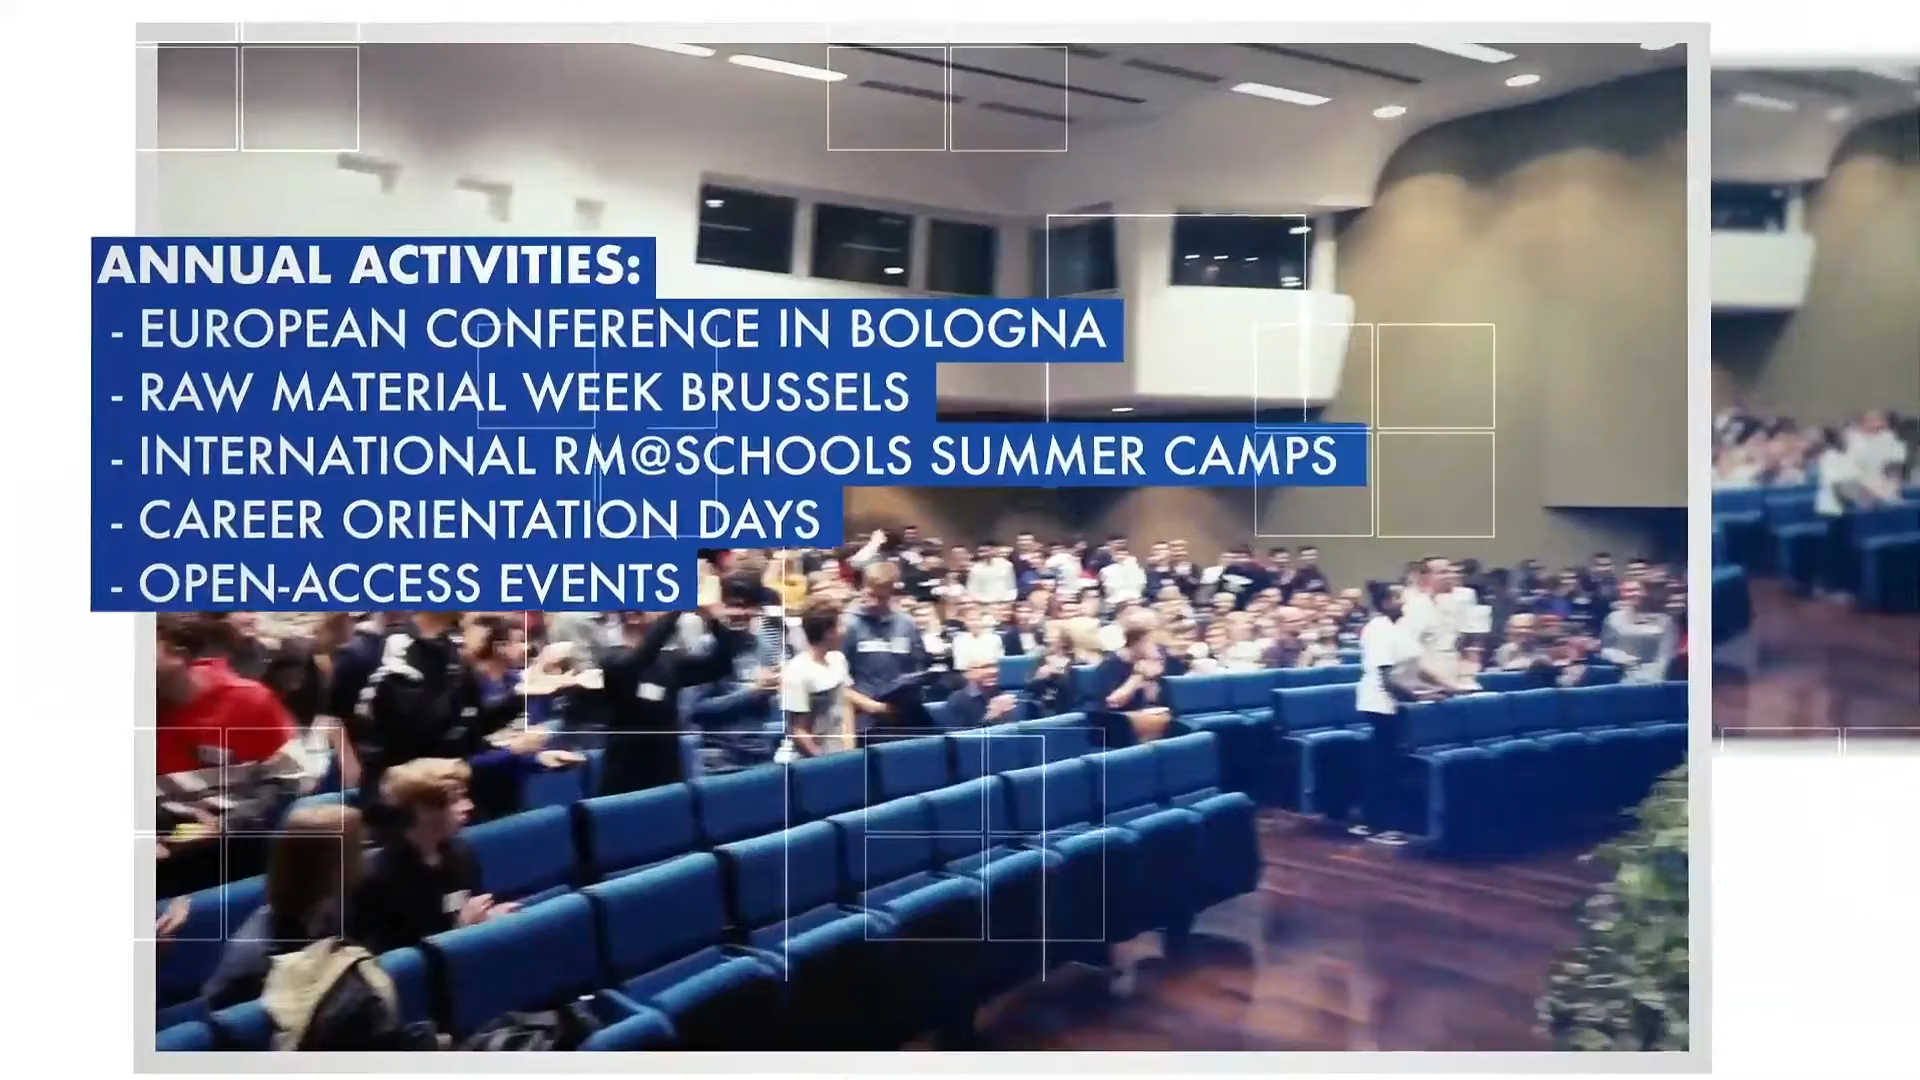 ANNUAL ACTIVITIES:
- EUROPEAN CONFERENCE IN BOLOGNA
- RAW MATERIAL WEEK BRUSSELS
- INTERNATIONAL RM@SCHOOLS SUMMER CAMPS
- CAREER ORIENTATION DAYS
- OPEN-ACCESS EVENTS